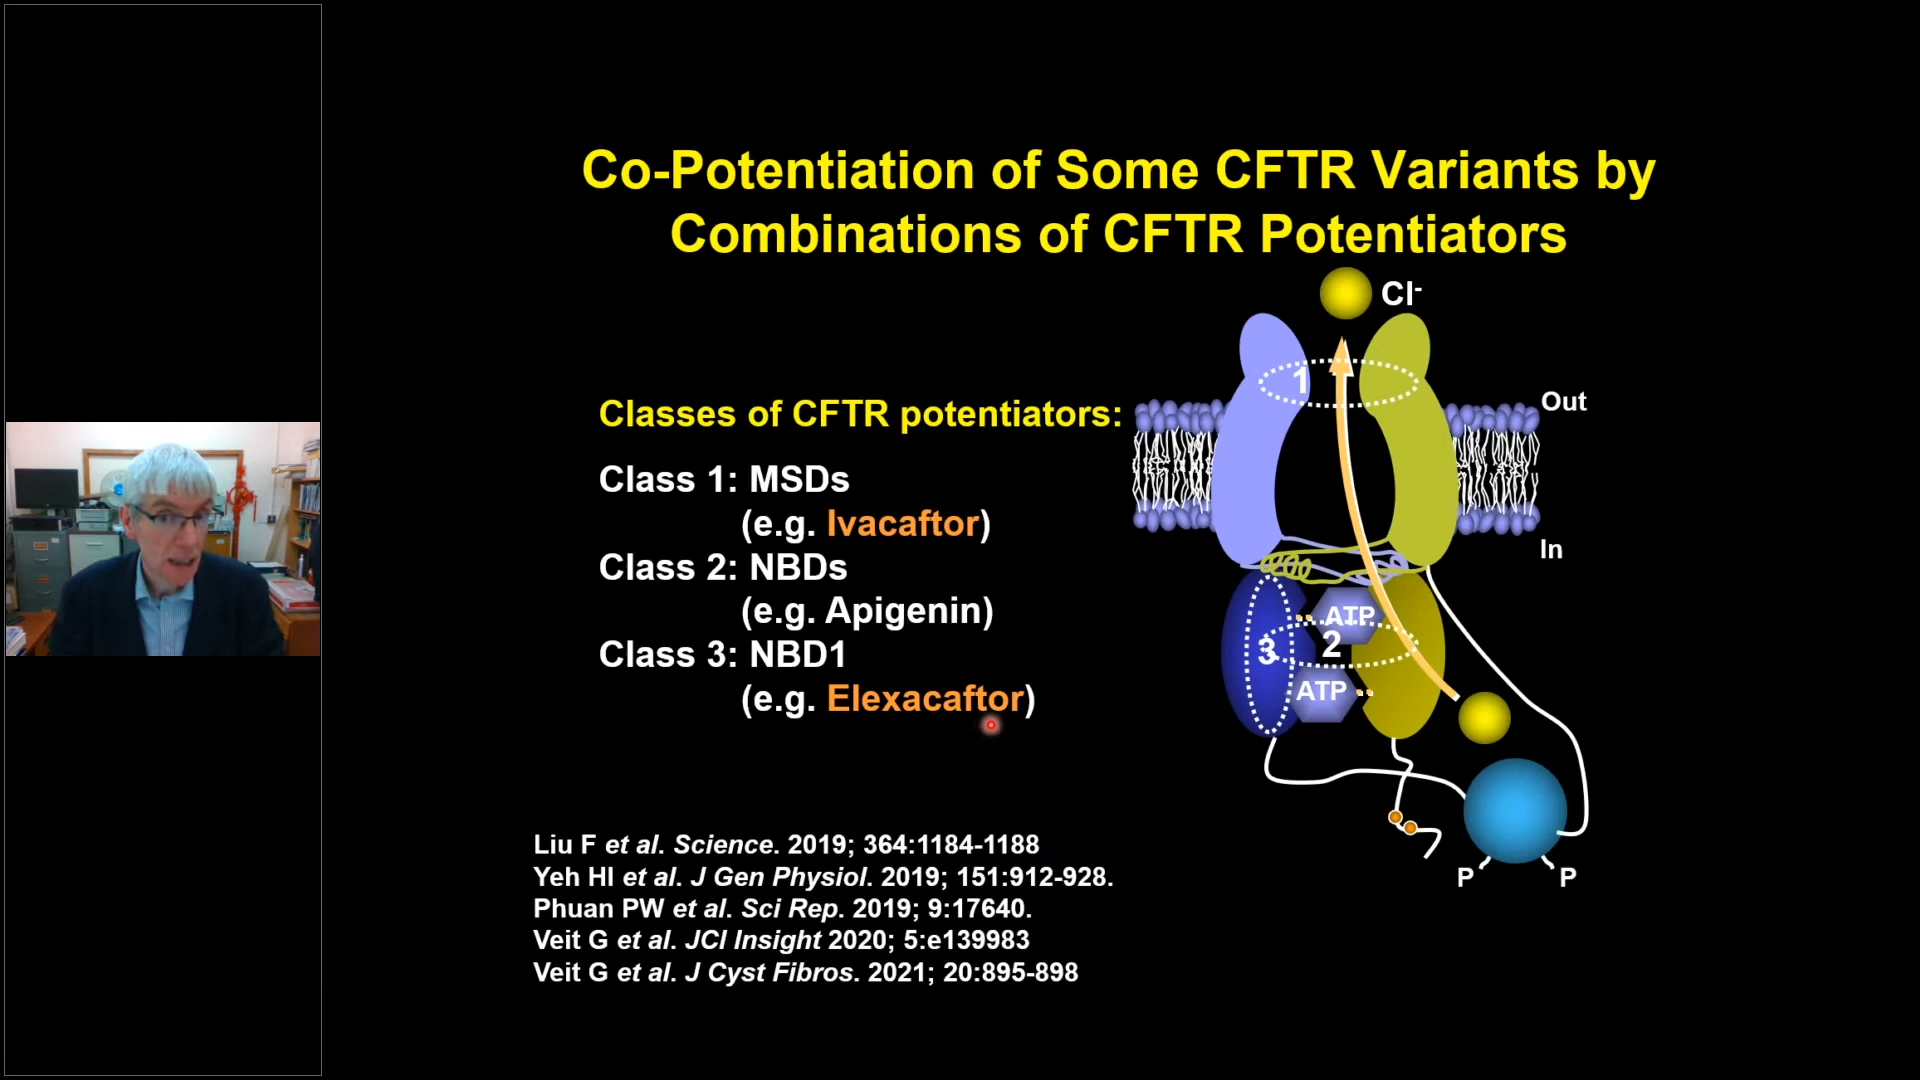 Co-Potentiation of Some CFTR Variants by
Combinations of CFTR Potentiators
Cl-
1
Out
Classes of CFTR potentiators:
Class 1: MSDs
(e.g. Ivacaftor)
In
Class 2: NBDs
(e.g. Apigenin)
ATP
2
3
Class 3: NBD1
(e.g. Elexacaftor)
ATP
Liu F et al. Science. 2019; 364:1184-1188
Yeh HI et al. J Gen Physiol. 2019; 151:912-928.
P P
Phuan PW et al. Sci Rep. 2019; 9:17640.
Veit G et al. JCI Insight 2020; 5:e139983
Veit G et al. J Cyst Fibros. 2021; 20:895-898